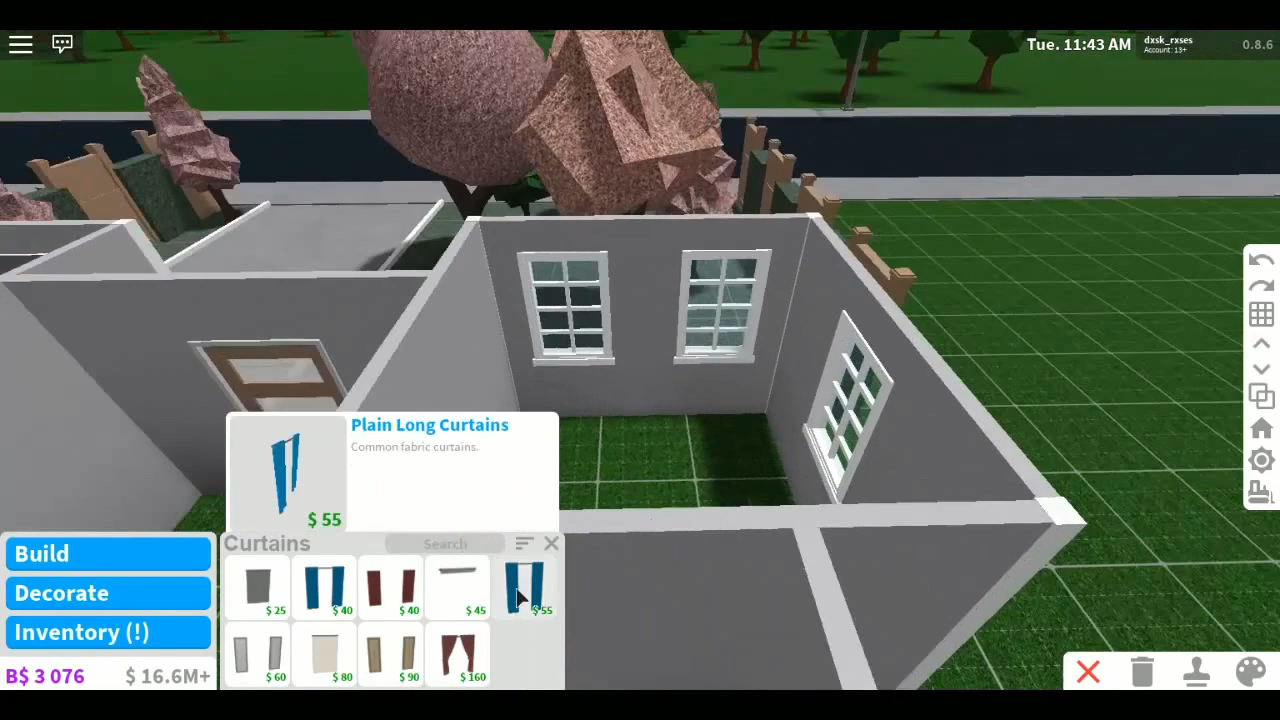 Tue. 11:43 AM
dxsk_rxses
Account: 13+
0.8.6
Plain Long Curtains
Common fabric curtains.
$ 55
Curtains
Search
$ 25
$ 40
$ 40
$ 45
$ 55
$ 60
$ 80
$ 90
$ 160
Build
Decorate
Inventory (!)
B$ 3 076
$ 16.6M+